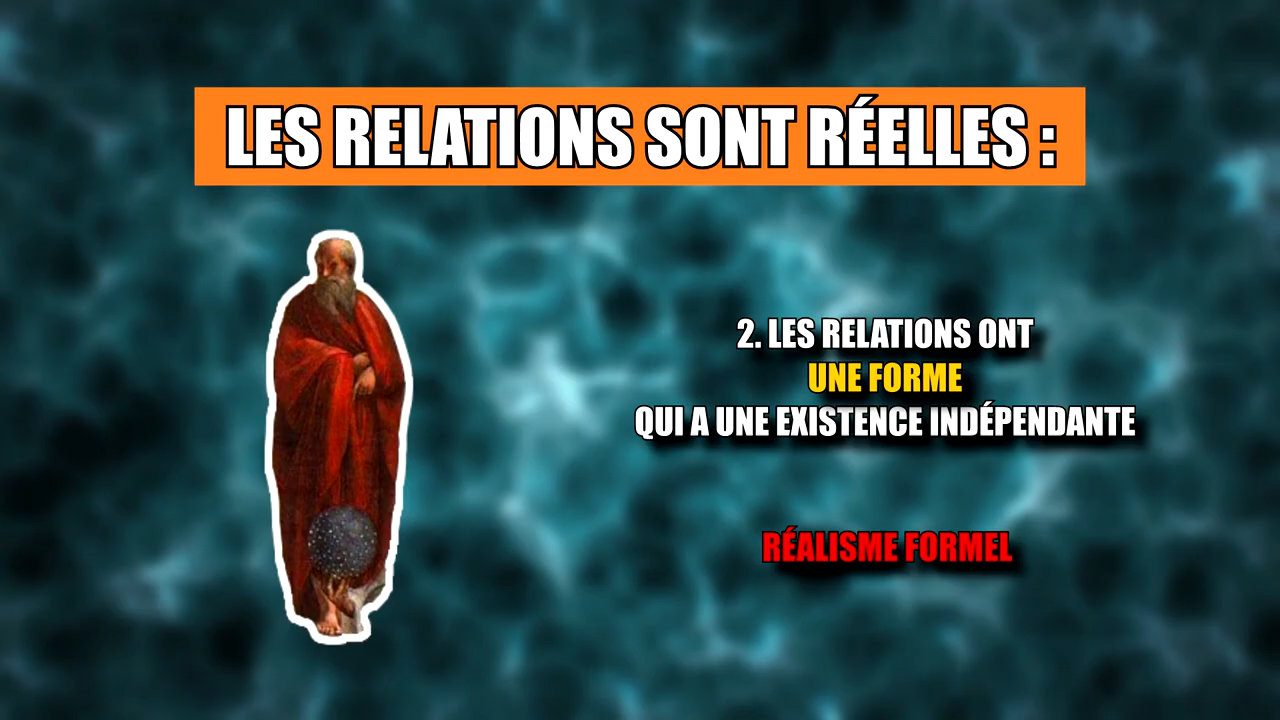 LES RELATIONS SONT RÉELLES :
2. LES RELATIONS ONT
UNE FORME
QUI A UNE EXISTENCE INDÉPENDANTE
RÉALISME FORMEL